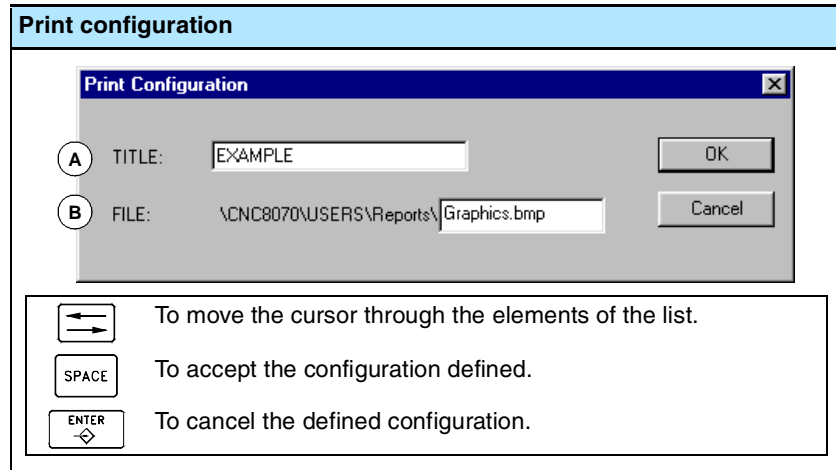 Print configuration
Print Configuration
A TITLE: EXAMPLE OK
B FILE: \CNC8070\USERS\Reports\ Graphics.bmp Cancel
To move the cursor through the elements of the list.
SPACE To accept the configuration defined.
ENTER To cancel the defined configuration.